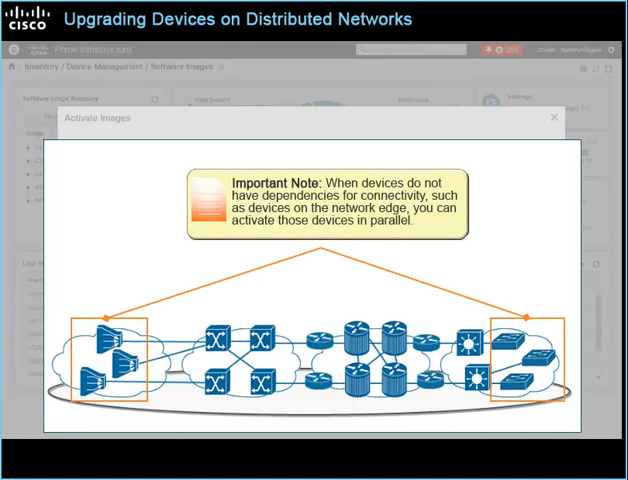 CISCO
Upgrading Devices on Distributed Networks
Prime Infrastructure
Inventory / Device Management / Software Images
Software Image Summary
Settings
Activate Images
Important Note: When devices do not
have dependencies for connectivity, such
as devices on the network edge, you can
activate those devices in parallel.